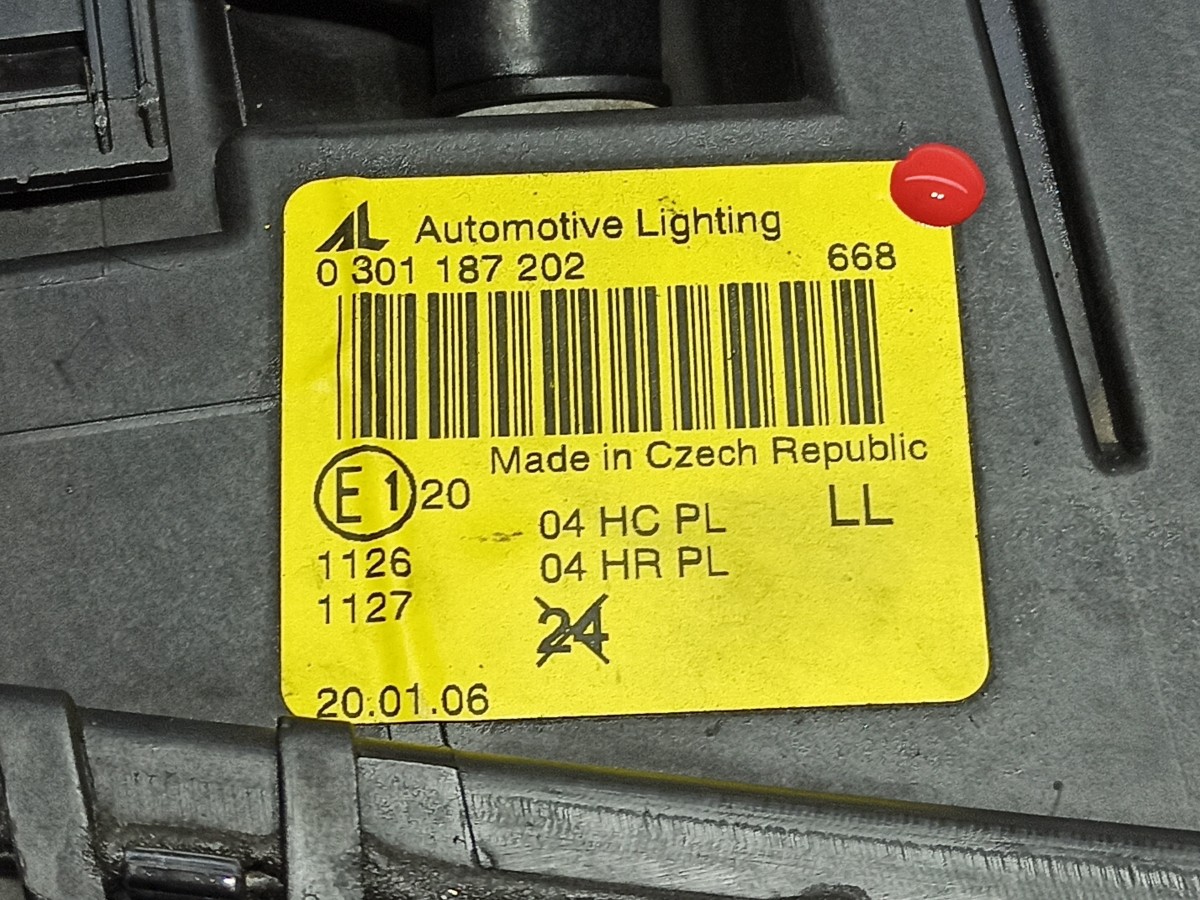 AL Automotive Lighting
0 301 187 202 668
Made in Czech Republic
E1 20 04 HC PL LL
1126 04 HR PL
1127 24
20.01.06